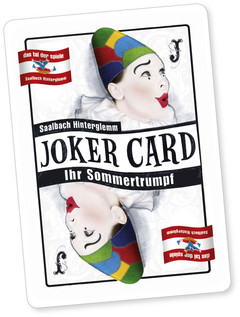 das tal der spiele
Saalbach Hinterglemm
J
Saalbach Hinterglemm
JOKER CARD
Ihr Sommertrumpf
das tal der spiele
Saalbach Hinterglemm
J